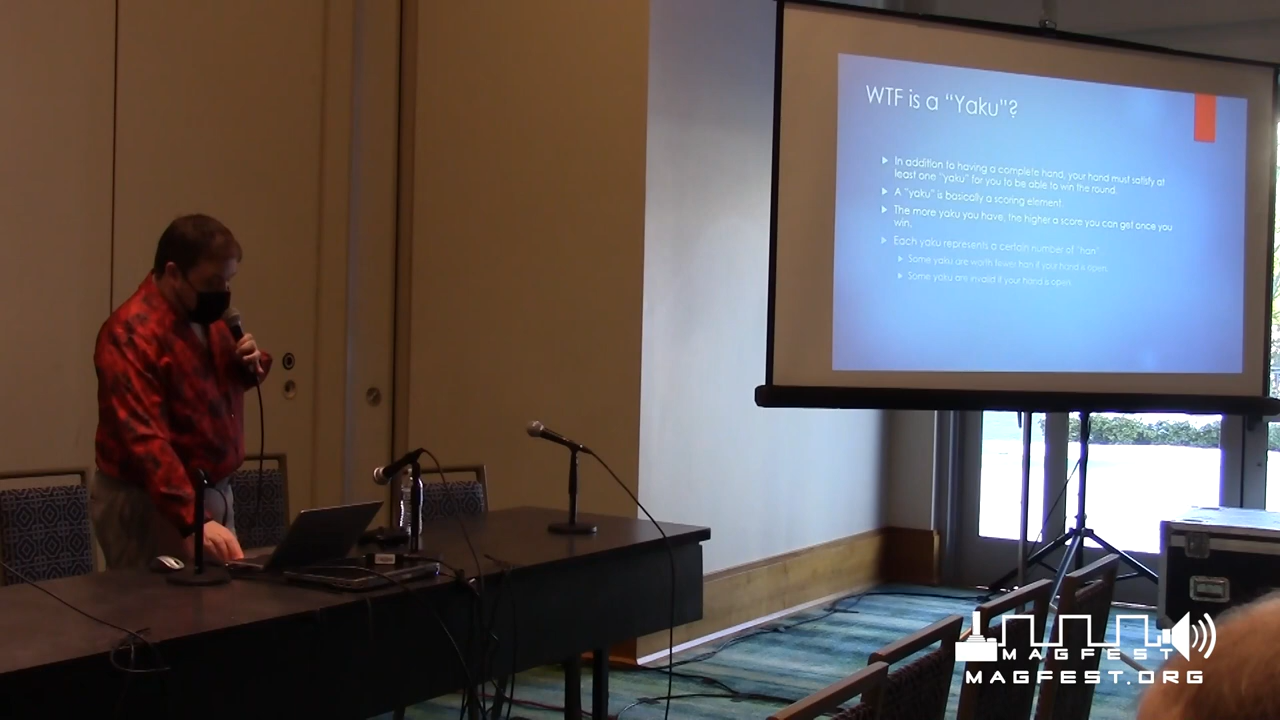 WTF is a “Yaku”?
In addition to having a complete hand, your hand must satisfy at
least one “yaku” for you to be able to win the round.
A “yaku” is basically a scoring element.
The more yaku you have, the higher a score you can get once you
win.
Each yaku represents a certain number of “han”
Some yaku are worth fewer han if your hand is open.
Some yaku are invalid if your hand is open.
MAGFEST
MAGFEST.ORG